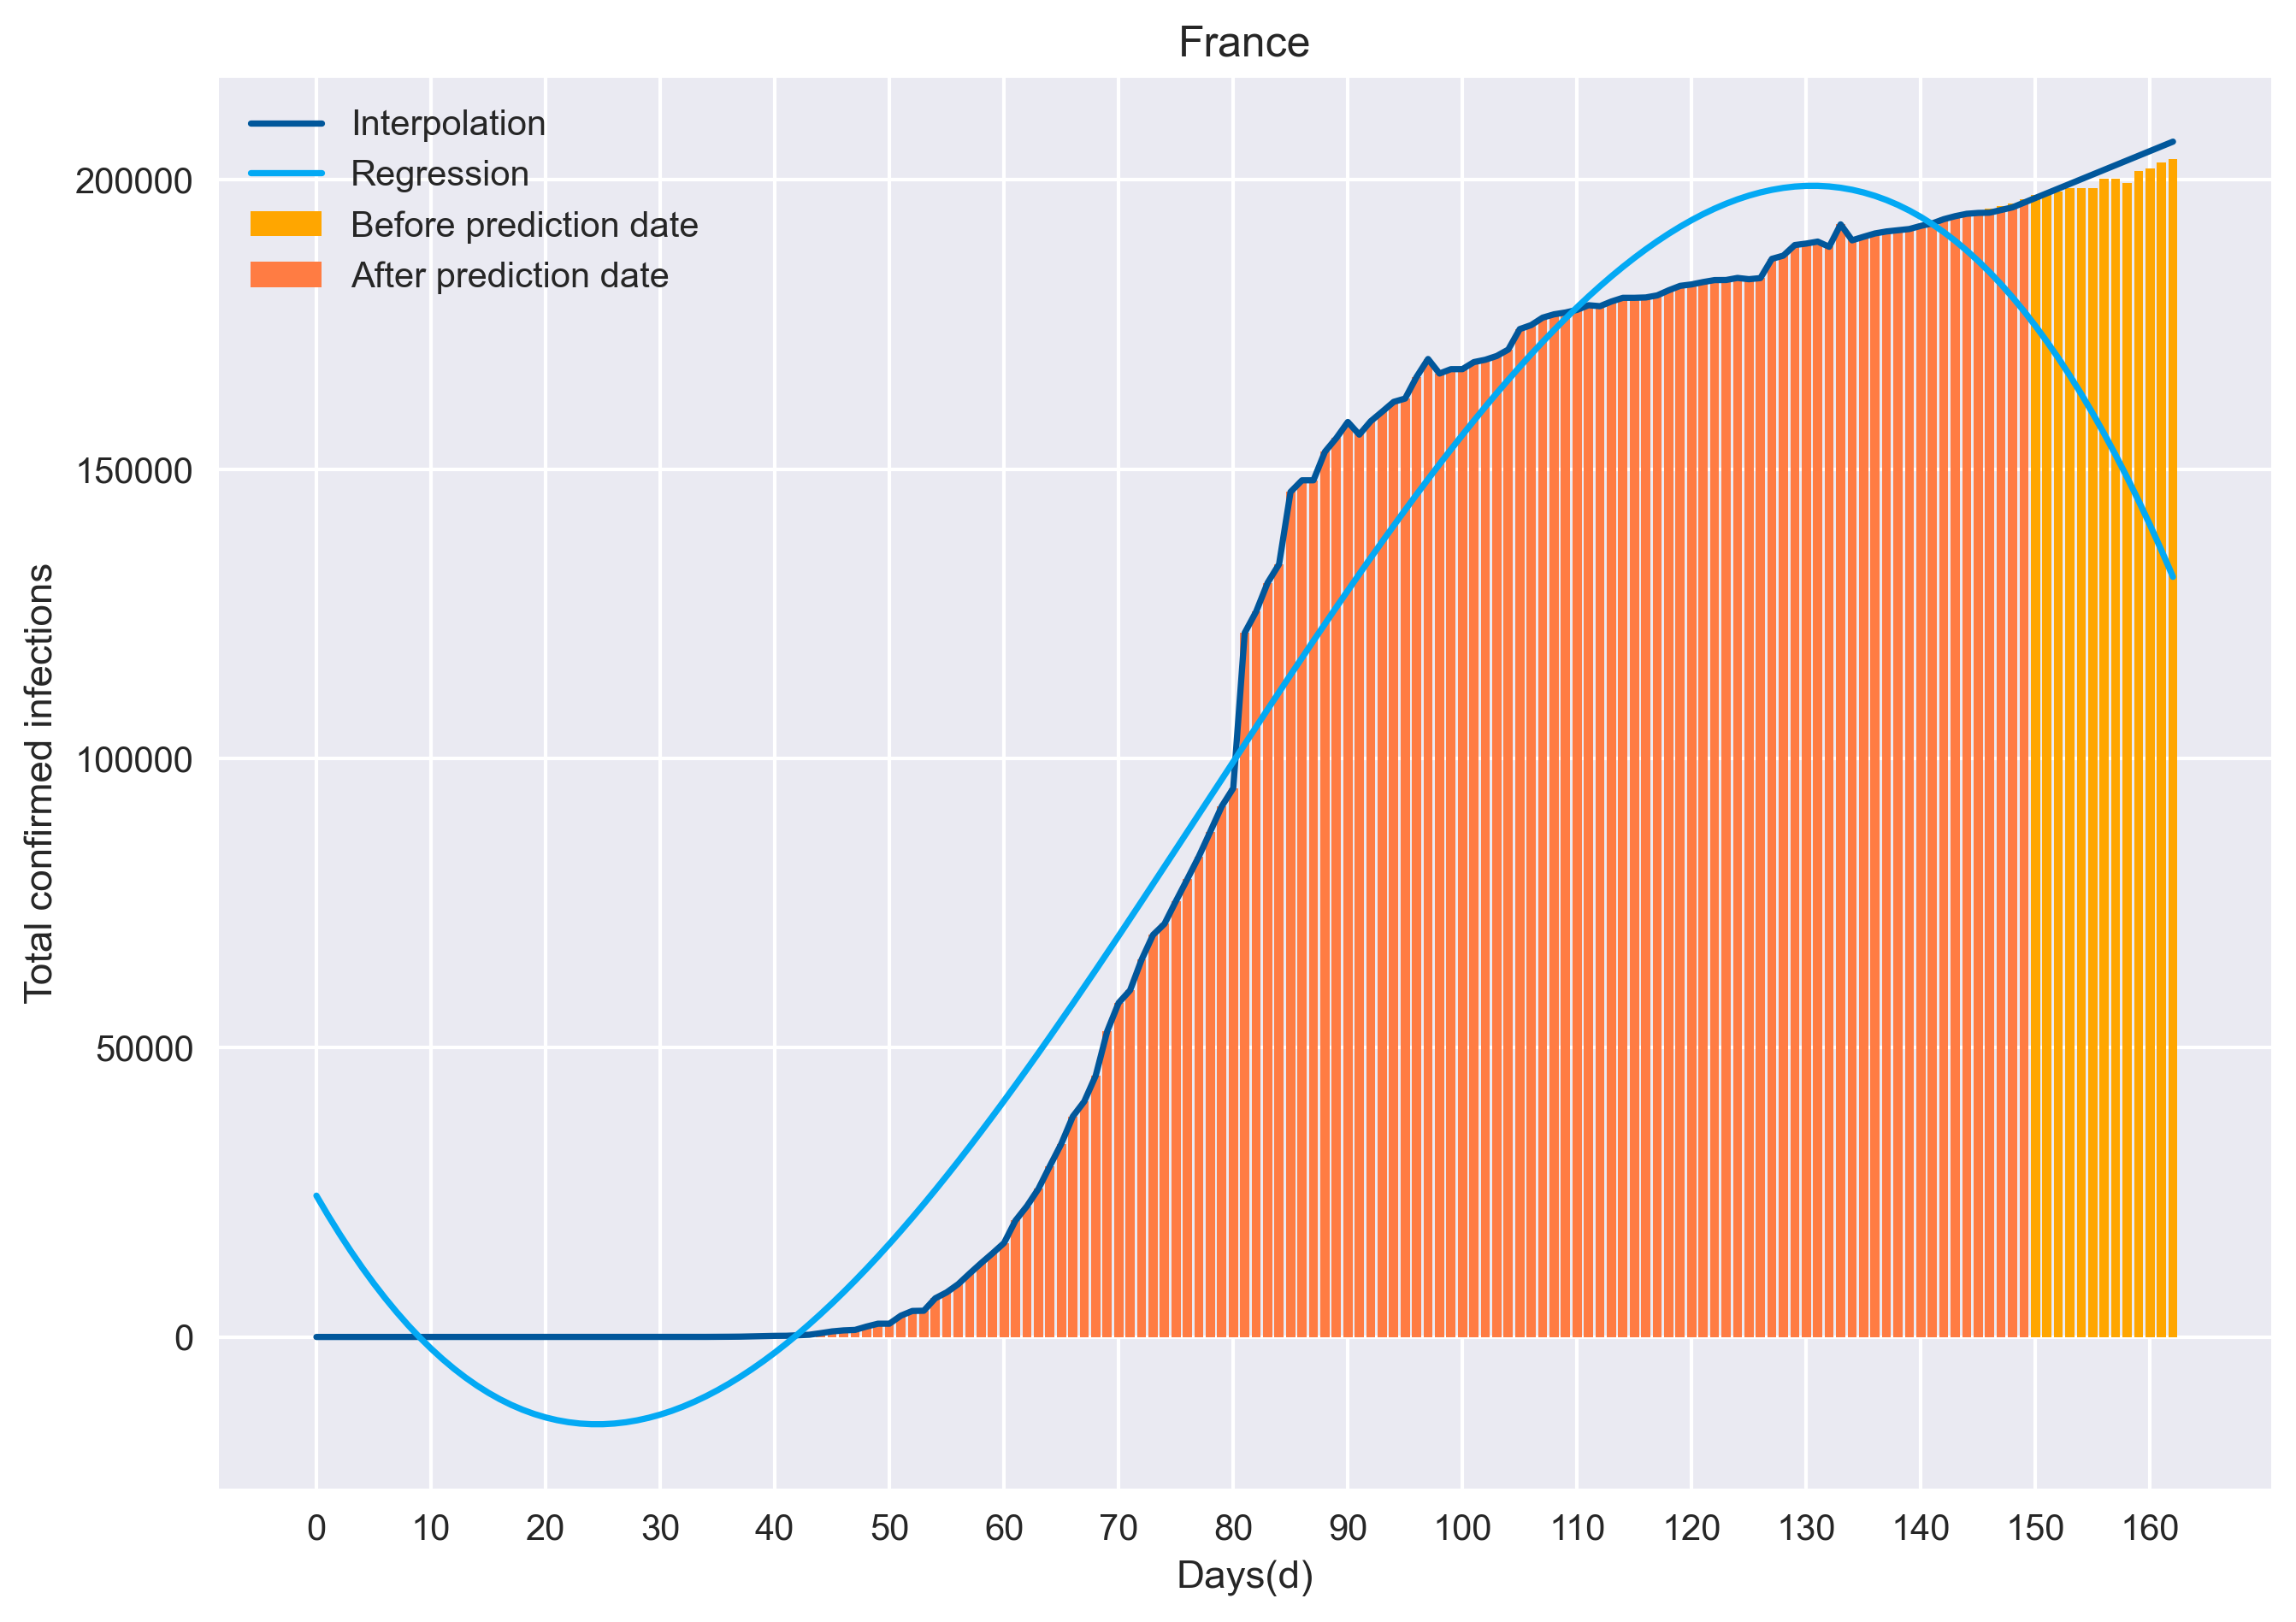 France
Interpolation
Regression
Before prediction date
After prediction date
Total confirmed infections
200000
150000
100000
50000
0
0 10 20 30 40 50 60 70 80 90 100 110 120 130 140 150 160
Days(d)